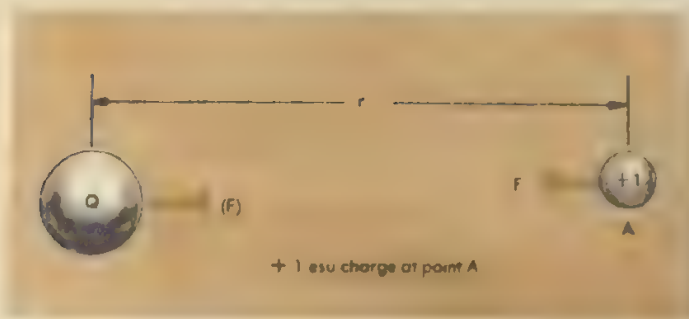 r
Q
(F)
F
+ 1
A
+ 1 esu charge at point A